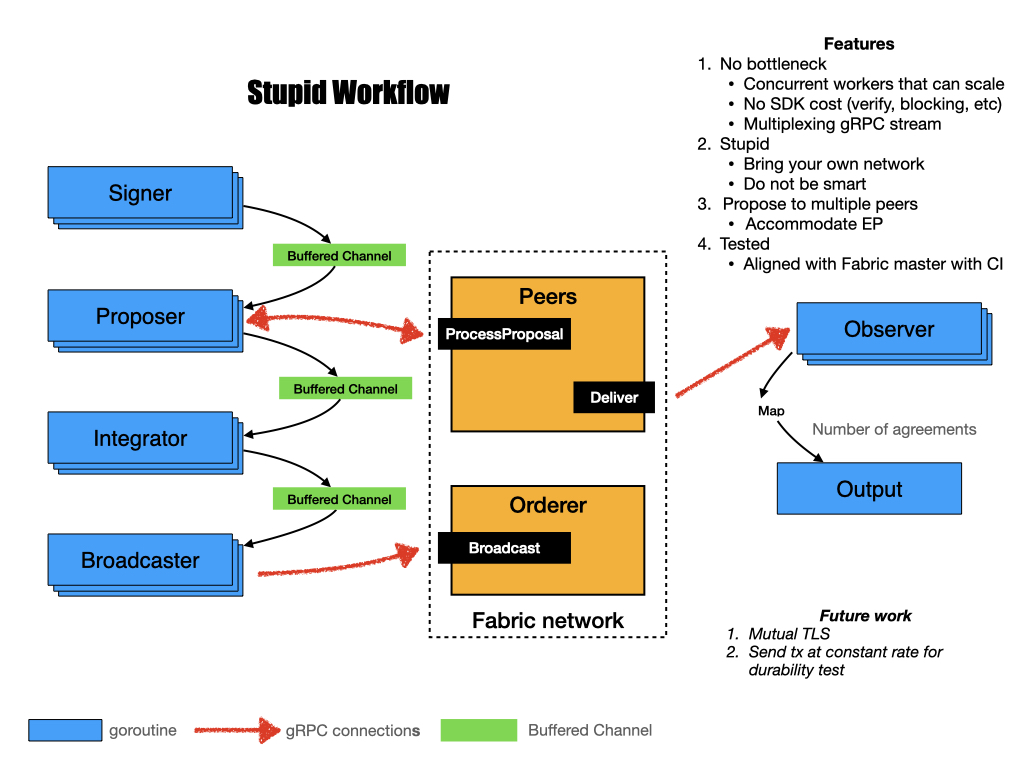 Stupid Workflow
Features
1. No bottleneck
• Concurrent workers that can scale
• No SDK cost (verify, blocking, etc)
• Multiplexing gRPC stream
2. Stupid
• Bring your own network
• Do not be smart
3. Propose to multiple peers
• Accommodate EP
4. Tested
• Aligned with Fabric master with CI
Signer
Buffered Channel
Proposer
Buffered Channel
Integrator
Buffered Channel
Broadcaster
Peers
ProcessProposal
Deliver
Orderer
Broadcast
Fabric network
Observer
Map
Number of agreements
Output
Future work
1. Mutual TLS
2. Send tx at constant rate for
durability test
goroutine
gRPC connections
Buffered Channel